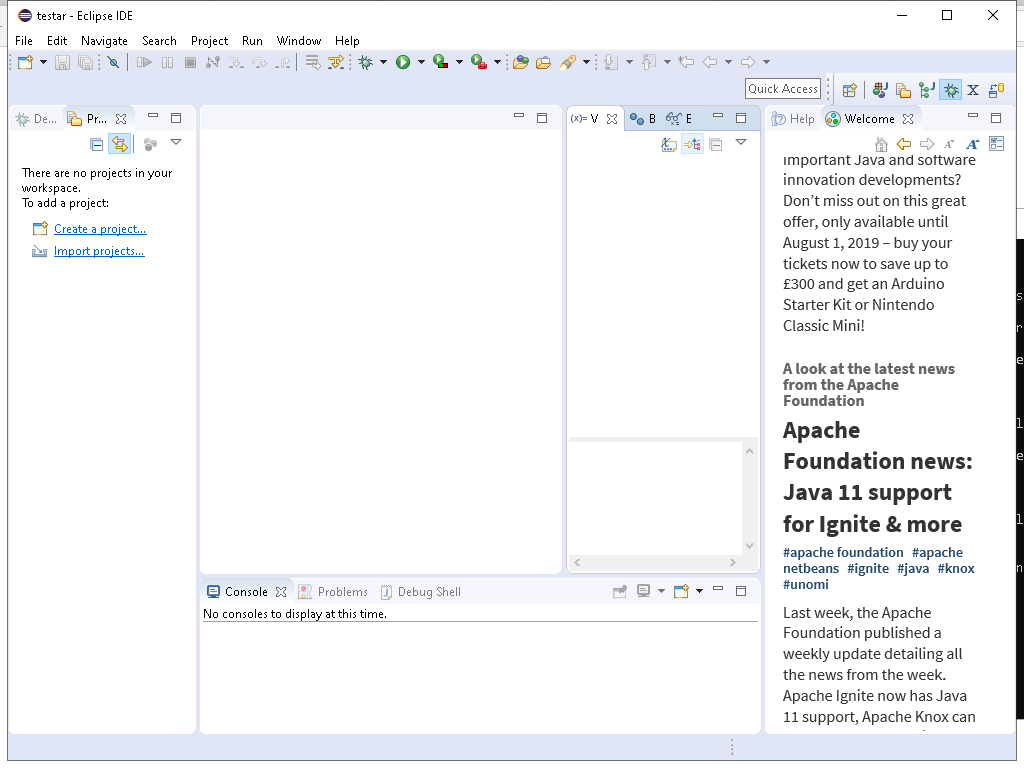 testar - Eclipse IDE
File Edit Navigate Search Project Run Window Help
Quick Access
De...
Pr...
There are no projects in your
workspace.
To add a project:
Create a project...
Import projects...
(x)= V
B
E
Help
Welcome
important Java and software
innovation developments?
Don’t miss out on this great
offer, only available until
August 1, 2019 – buy your
tickets now to save up to
£300 and get an Arduino
Starter Kit or Nintendo
Classic Mini!
A look at the latest news
from the Apache
Foundation
Apache
Foundation news:
Java 11 support
for Ignite & more
#apache foundation #apache
netbeans #ignite #java #knox
#unomi
Last week, the Apache
Foundation published a
weekly update detailing all
the news from the week.
Apache Ignite now has Java
11 support, Apache Knox can
Console
Problems
Debug Shell
No consoles to display at this time.